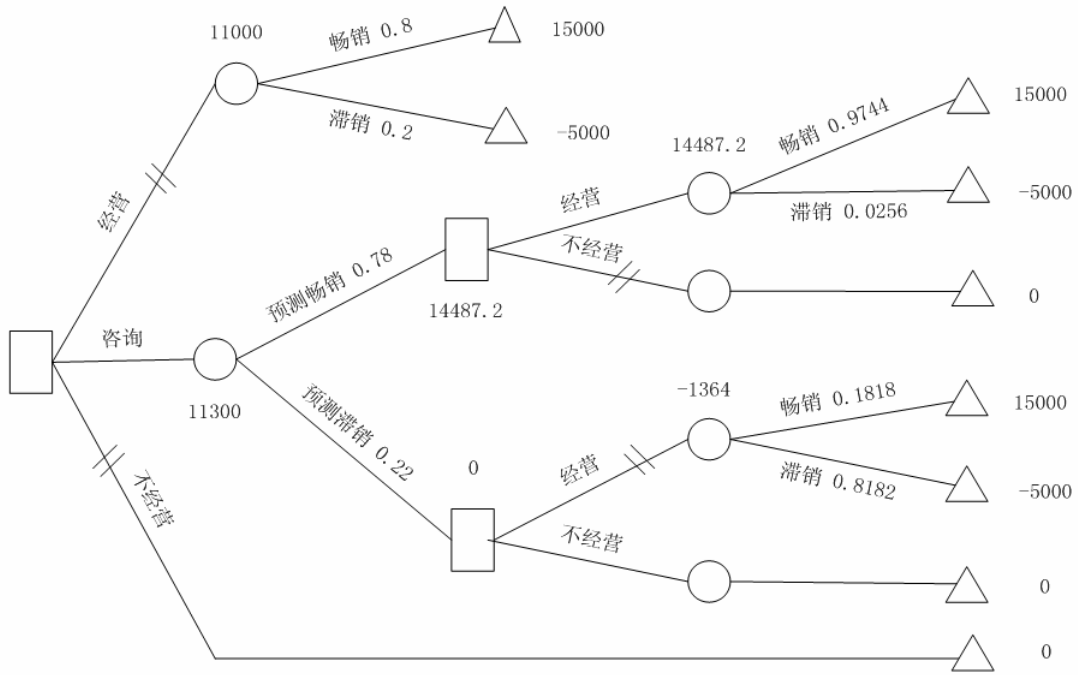 11000
畅销 0.8
15000
滞销 0.2
-5000
经营
咨询
11300
不经营
预测畅销 0.78
14487.2
预测滞销 0.22
0
经营
不经营
14487.2
畅销 0.9744
15000
滞销 0.0256
-5000
0
经营
不经营
-1364
畅销 0.1818
15000
滞销 0.8182
-5000
0
0